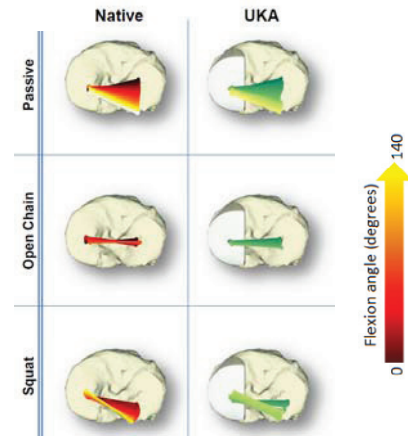 Native
UKA
Passive
Open Chain
Squat
140
Flexion angle (degrees)
0